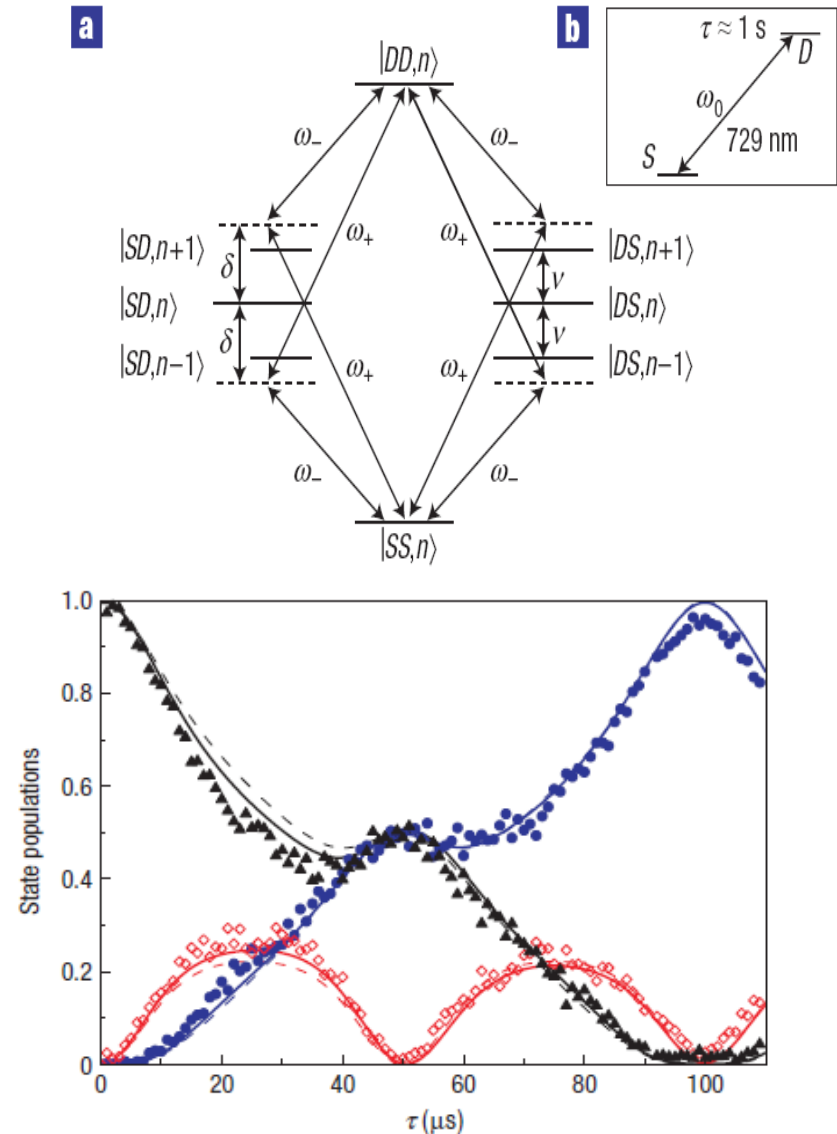 a
b
|DD,n⟩
τ ≈ 1 s
D
ω₀
729 nm
S
ω₋
ω₋
ω₊
ω₊
|SD,n+1⟩
|SD,n⟩
|SD,n−1⟩
δ
δ
|DS,n+1⟩
|DS,n⟩
|DS,n−1⟩
ν
ν
ω₊
ω₊
ω₋
ω₋
|SS,n⟩
State populations
1.0
0.8
0.6
0.4
0.2
0
0 20 40 60 80 100
τ (μs)